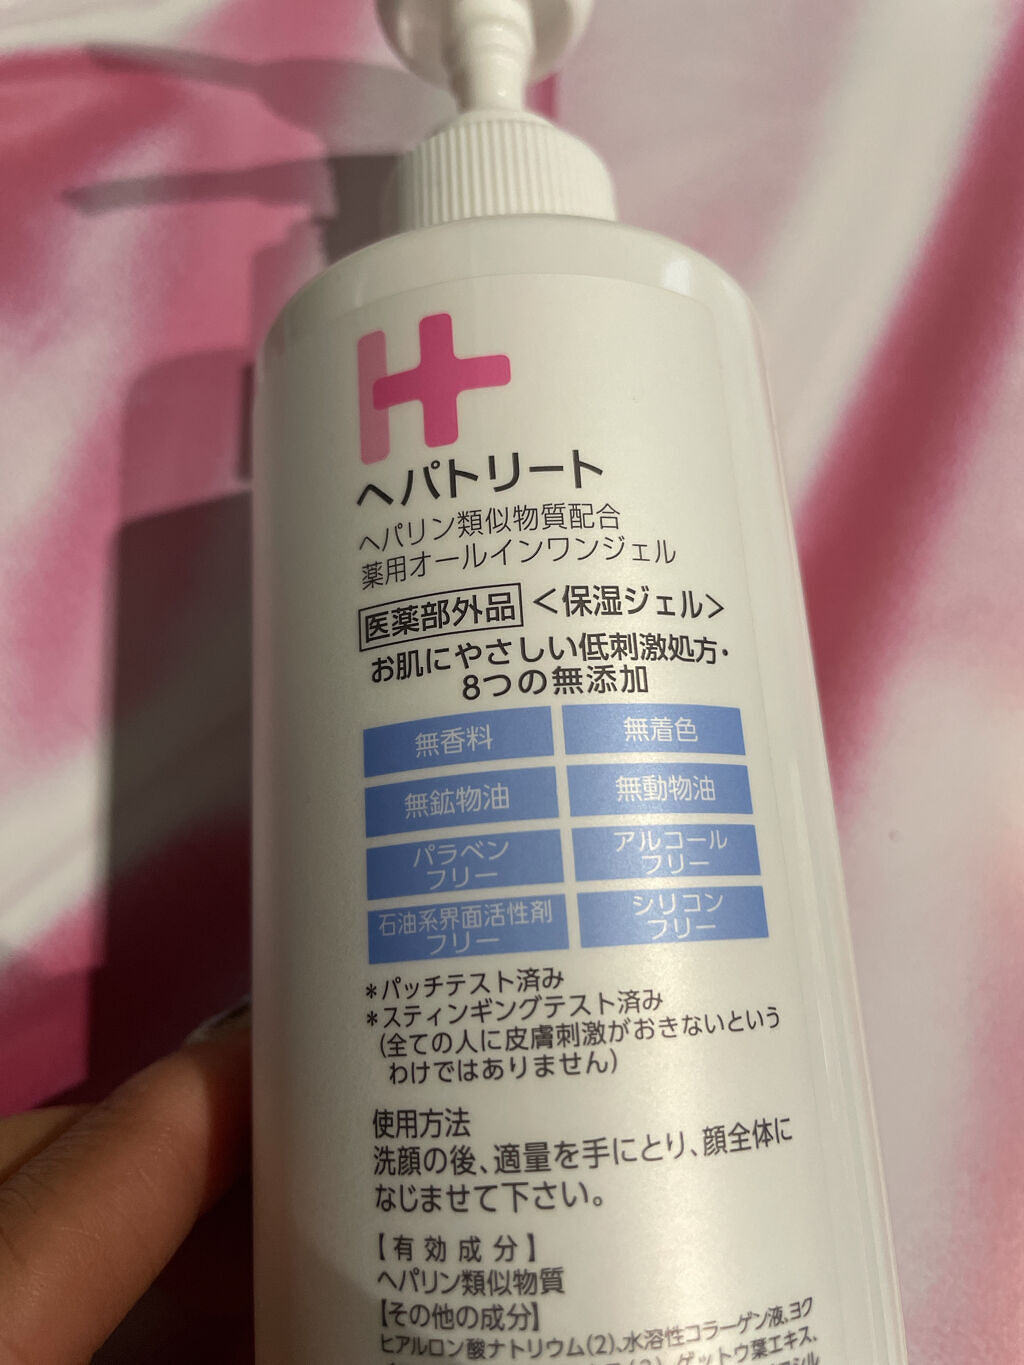 H
ヘパトリート
ヘパリン類似物質配合
薬用オールインワンジェル
医薬部外品 <保湿ジェル>
お肌にやさしい低刺激処方・
8つの無添加
無香料 無着色
無鉱物油 無動物油
パラベン
フリー
アルコール
フリー
石油系界面活性剤
フリー
シリコン
フリー
*パッチテスト済み
*スティンギングテスト済み
(全ての人に皮膚刺激がおきないという
わけではありません)
使用方法
洗顔の後、適量を手にとり、顔全体に
なじませて下さい。
【有効成分】
ヘパリン類似物質
【その他の成分】
ヒアルロン酸ナトリウム(2)、水溶性コラーゲン液、ヨク
ゲットウ葉エキス、